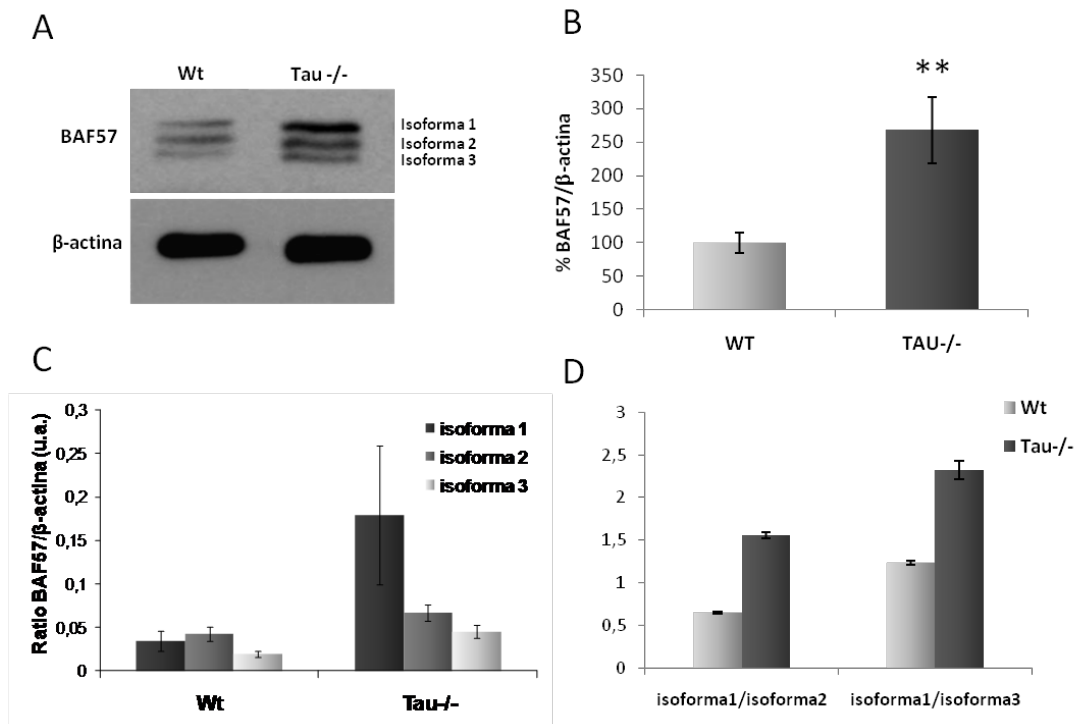 A
Wt
Tau -/-
BAF57
Isoforma 1
Isoforma 2
Isoforma 3
β-actina
B
% BAF57/β-actina
350
300
250
200
150
100
50
0
**
WT
TAU-/-
C
Ratio BAF57/β-actina (u.a.)
0,3
0,25
0,2
0,15
0,1
0,05
0
isoforma 1
isoforma 2
isoforma 3
Wt
Tau-/-
D
3
2,5
2
1,5
1
0,5
0
Wt
Tau-/-
isoforma1/isoforma2
isoforma1/isoforma3